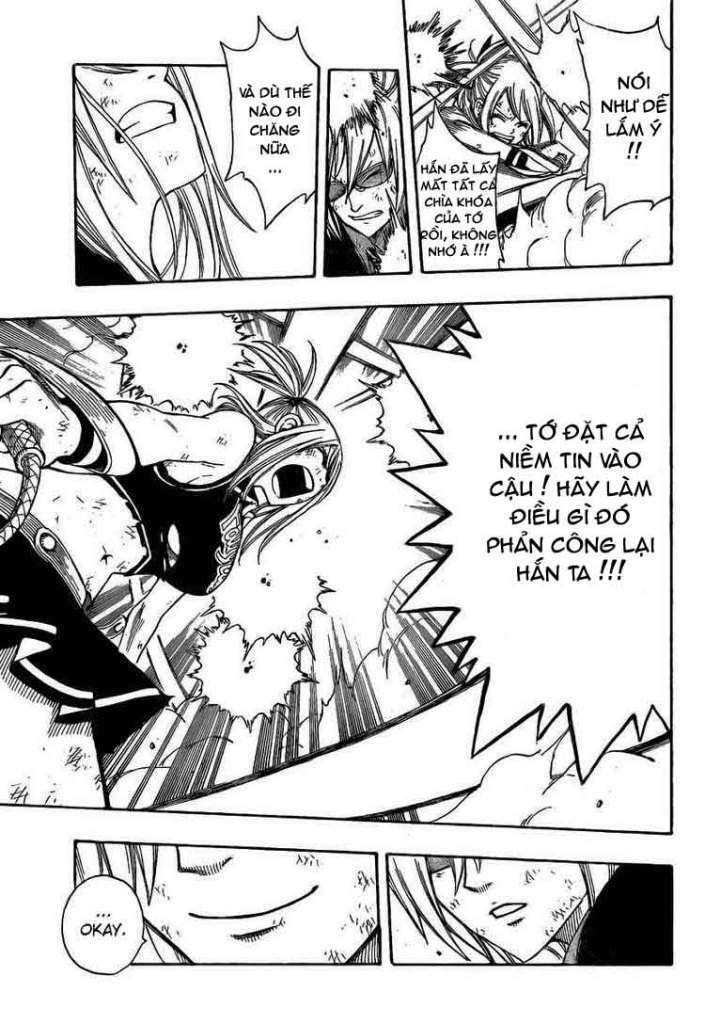 NÓI
NHƯ DỄ
LẮM Ý
!!
HẮN ĐÃ LẤY
MẤT TẤT CẢ
CHÌA KHÓA
CỦA TỚ
RỒI, KHÔNG
NHỚ À !!!
VÀ DÙ THẾ
NÀO ĐI
CHĂNG
NỮA
...
... TỚ ĐẶT CẢ
NIỀM TIN VÀO
CẬU ! HÃY LÀM
ĐIỀU GÌ ĐÓ
PHẢN CÔNG LẠI
HẮN TA !!!
...
OKAY.